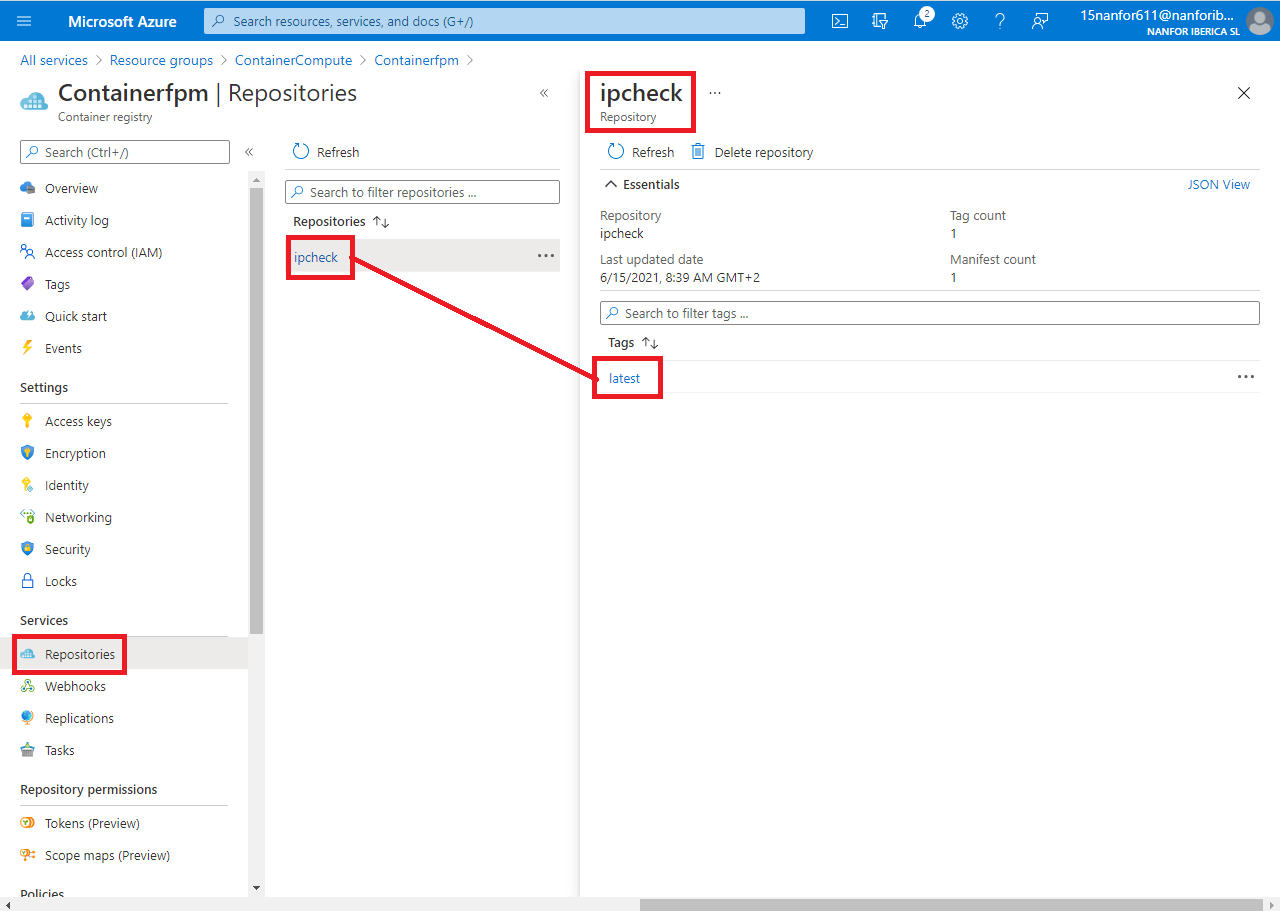 Microsoft Azure
Search resources, services, and docs (G+/)
2
15nanfor611@nanforib...
NANFOR IBERICA SL
All services > Resource groups > ContainerCompute > Containerfpm >
Containerfpm | Repositories
Container registry
Search (Ctrl+/)
Overview
Activity log
Access control (IAM)
Tags
Quick start
Events
Settings
Access keys
Encryption
Identity
Networking
Security
Locks
Services
Repositories
Webhooks
Replications
Tasks
Repository permissions
Tokens (Preview)
Scope maps (Preview)
Policies
Refresh
Search to filter repositories ...
Repositories
ipcheck
ipcheck
Repository
Refresh
Delete repository
Essentials
JSON View
Repository
ipcheck
Tag count
1
Last updated date
6/15/2021, 8:39 AM GMT+2
Manifest count
1
Search to filter tags ...
Tags
latest